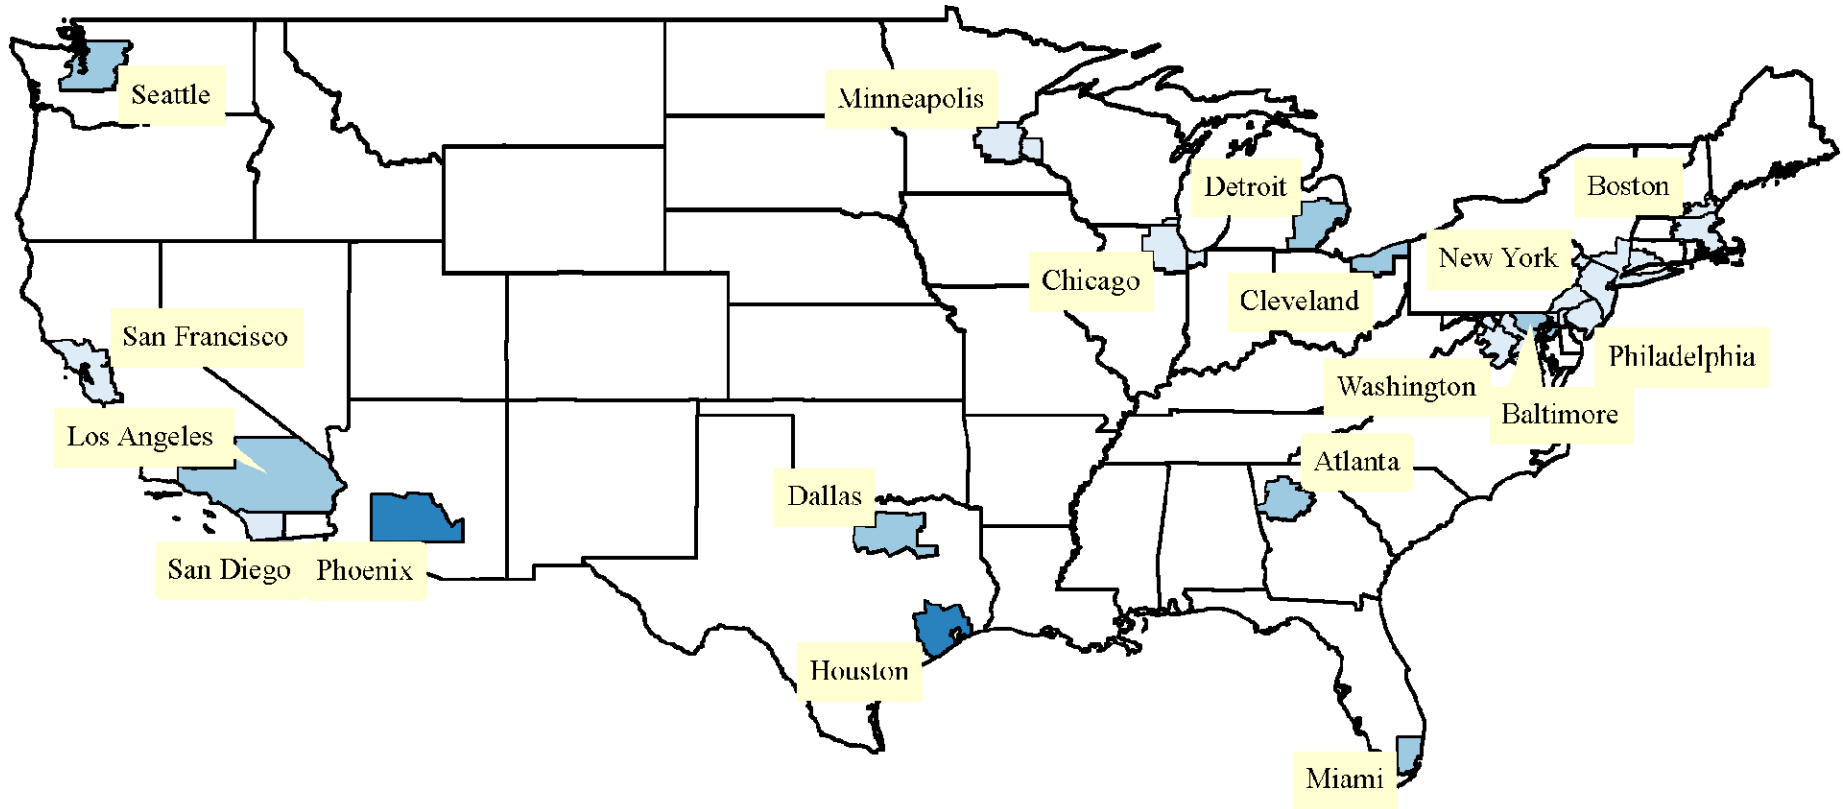 Seattle
Minneapolis
Detroit
Boston
New York
Chicago
Cleveland
San Francisco
Philadelphia
Washington
Baltimore
Los Angeles
Atlanta
Dallas
San Diego
Phoenix
Houston
Miami